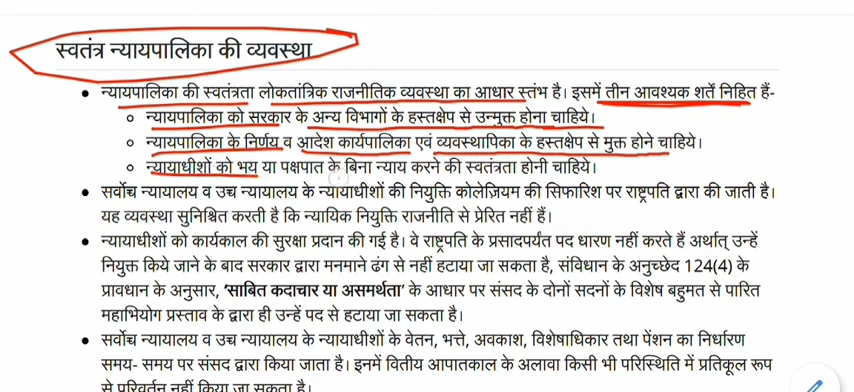 स्वतंत्र न्यायपालिका की व्यवस्था
• न्यायपालिका की स्वतंत्रता लोकतांत्रिक राजनीतिक व्यवस्था का आधार स्तंभ है। इसमें तीन आवश्यक शर्तें निहित हैं-
○ न्यायपालिका को सरकार के अन्य विभागों के हस्तक्षेप से उन्मुक्त होना चाहिये।
○ न्यायपालिका के निर्णय व आदेश कार्यपालिका एवं व्यवस्थापिका के हस्तक्षेप से मुक्त होने चाहिये।
○ न्यायाधीशों को भय या पक्षपात के बिना न्याय करने की स्वतंत्रता होनी चाहिये।
• सर्वोच्च न्यायालय व उच्च न्यायालय के न्यायाधीशों की नियुक्ति कोलेज़ियम की सिफारिश पर राष्ट्रपति द्वारा की जाती है।
यह व्यवस्था सुनिश्चित करती है कि न्यायिक नियुक्ति राजनीति से प्रेरित नहीं हैं।
• न्यायाधीशों को कार्यकाल की सुरक्षा प्रदान की गई है। वे राष्ट्रपति के प्रसादपर्यंत पद धारण नहीं करते हैं अर्थात् उन्हें
नियुक्त किये जाने के बाद सरकार द्वारा मनमाने ढंग से नहीं हटाया जा सकता है, संविधान के अनुच्छेद 124(4) के
प्रावधान के अनुसार, ‘साबित कदाचार या असमर्थता’ के आधार पर संसद के दोनों सदनों के विशेष बहुमत से पारित
महाभियोग प्रस्ताव के द्वारा ही उन्हें पद से हटाया जा सकता है।
• सर्वोच्च न्यायालय व उच्च न्यायालय के न्यायाधीशों के वेतन, भत्ते, अवकाश, विशेषाधिकार तथा पेंशन का निर्धारण
समय- समय पर संसद द्वारा किया जाता है। इनमें वितीय आपातकाल के अलावा किसी भी परिस्थिति में प्रतिकूल रूप
से परिवर्तन नहीं किया जा सकता है।